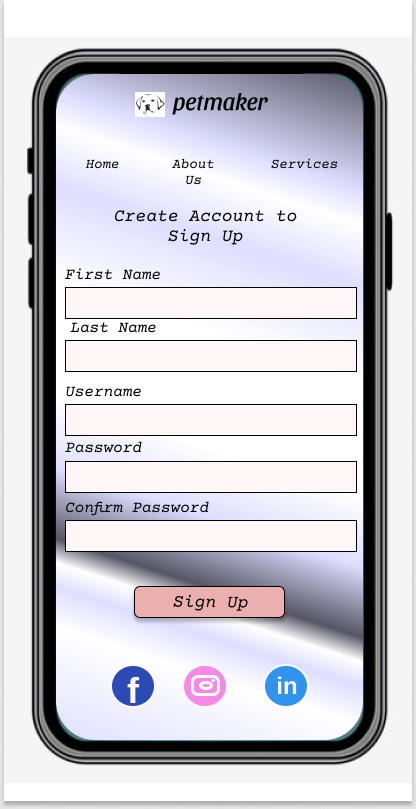 petmaker
Home About Services
Us
Create Account to
Sign Up
First Name
Last Name
Username
Password
Confirm Password
Sign Up
f in